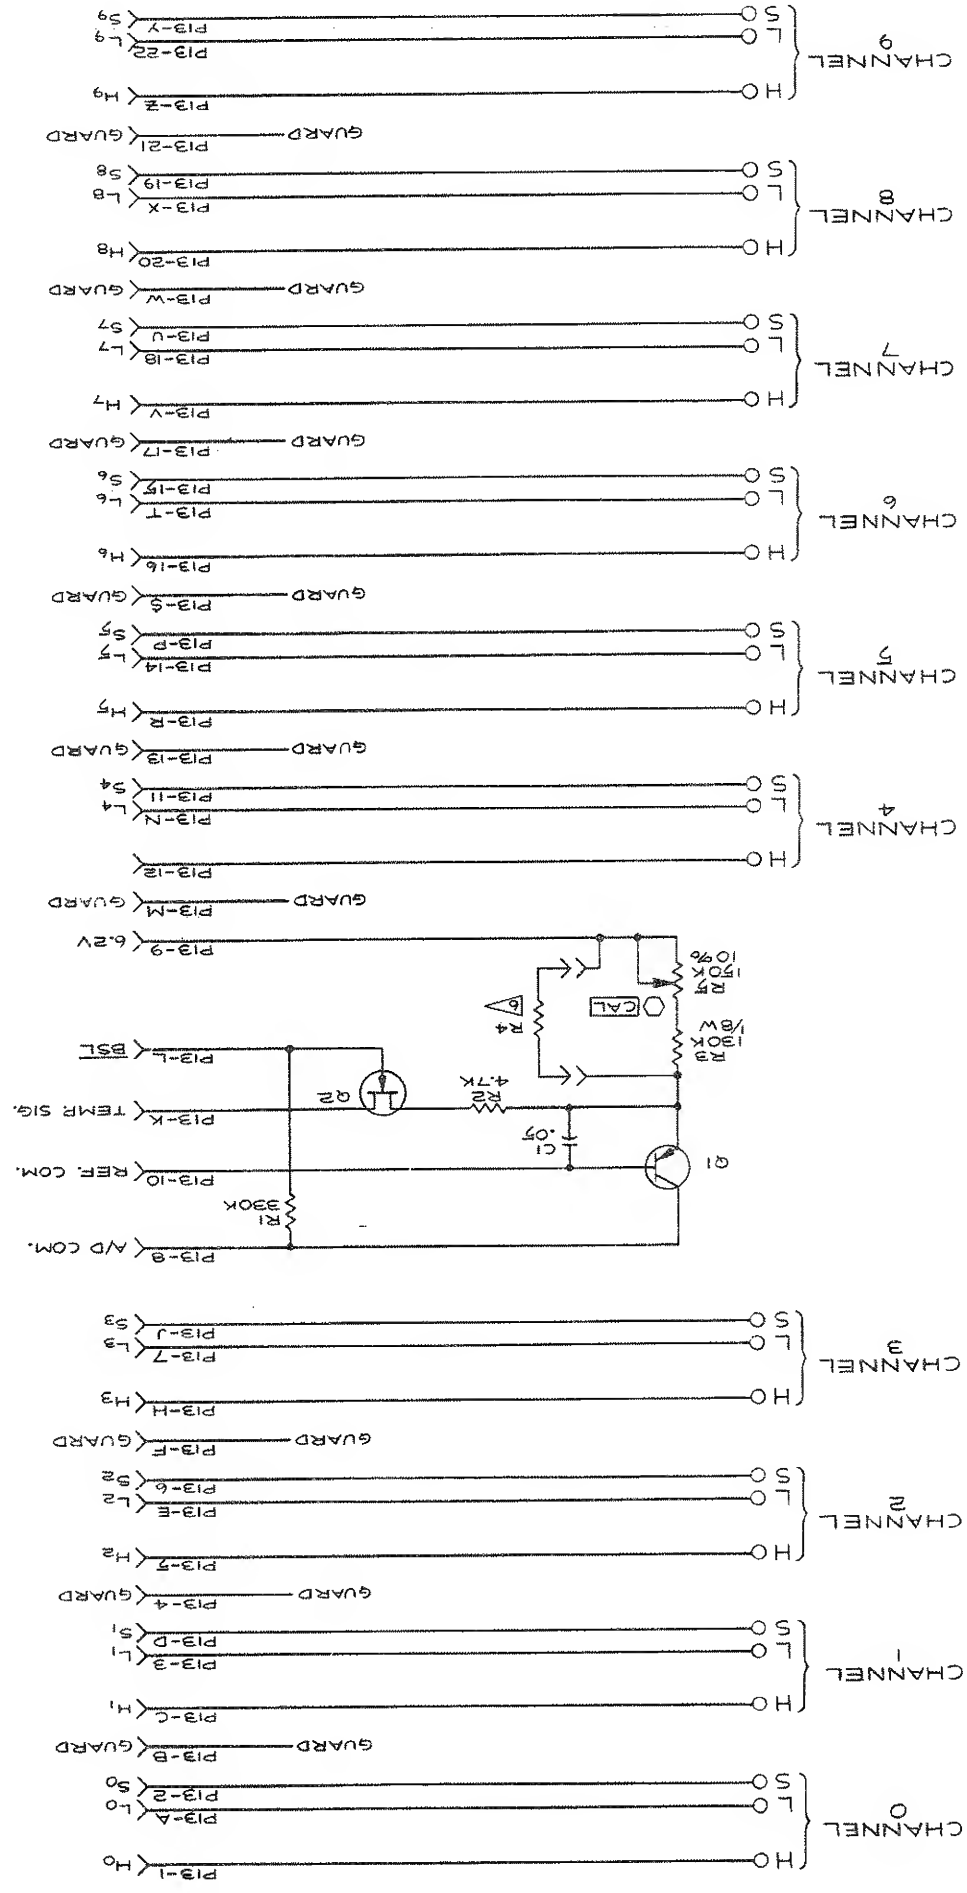 H P13-1 H0
CHANNEL
0
L P13-A L0
S P13-2 S0
GUARD P13-B GUARD
H P13-C H1
CHANNEL
1
L P13-3 L1
S P13-D S1
GUARD P13-4 GUARD
H P13-5 H2
CHANNEL
2
L P13-E L2
S P13-6 S2
GUARD P13-F GUARD
H P13-H H3
CHANNEL
3
L P13-7 L3
S P13-J S3
P13-8 A/D COM.
R1
330K
Q1
P13-10 REF. COM.
C1
.05
P13-K TEMP. SIG.
R2
4.7K
Q2
P13-L BSL
R3
130K
1/8W
R4
6
CAL
R5
150K
10%
P13-9 6.2V
GUARD P13-M GUARD
H P13-12
CHANNEL
4
L P13-N L4
S P13-11 S4
GUARD P13-13 GUARD
H P13-R H5
CHANNEL
5
L P13-14 L5
S P13-P S5
GUARD P13-S GUARD
H P13-16 H6
CHANNEL
6
L P13-T L6
S P13-15 S6
GUARD P13-17 GUARD
H P13-V H7
CHANNEL
7
L P13-18 L7
S P13-U S7
GUARD P13-W GUARD
H P13-20 H8
CHANNEL
8
L P13-X L8
S P13-19 S8
GUARD P13-21 GUARD
H P13-Z H9
CHANNEL
9
L P13-22 L9
S P13-Y S9